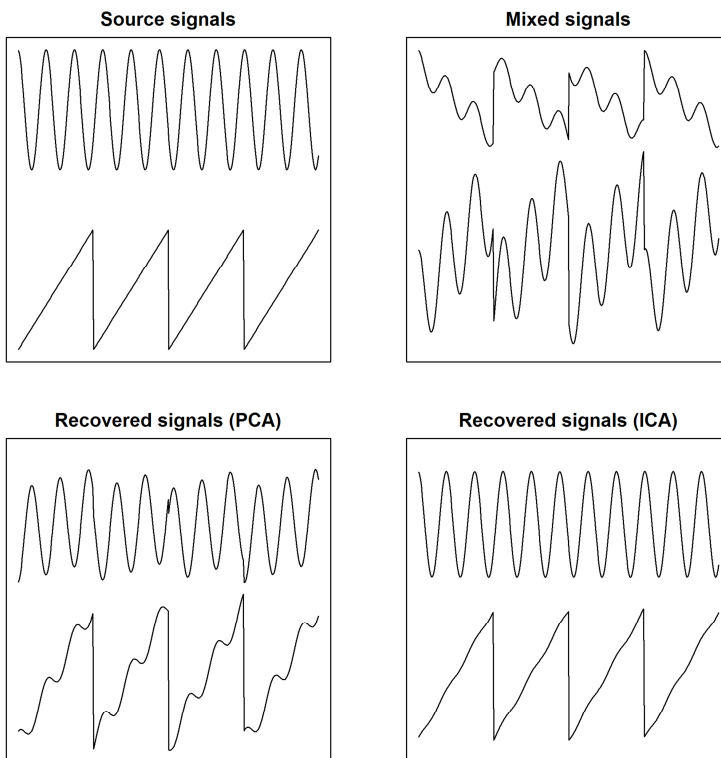 Source signals
Mixed signals
Recovered signals (PCA)
Recovered signals (ICA)